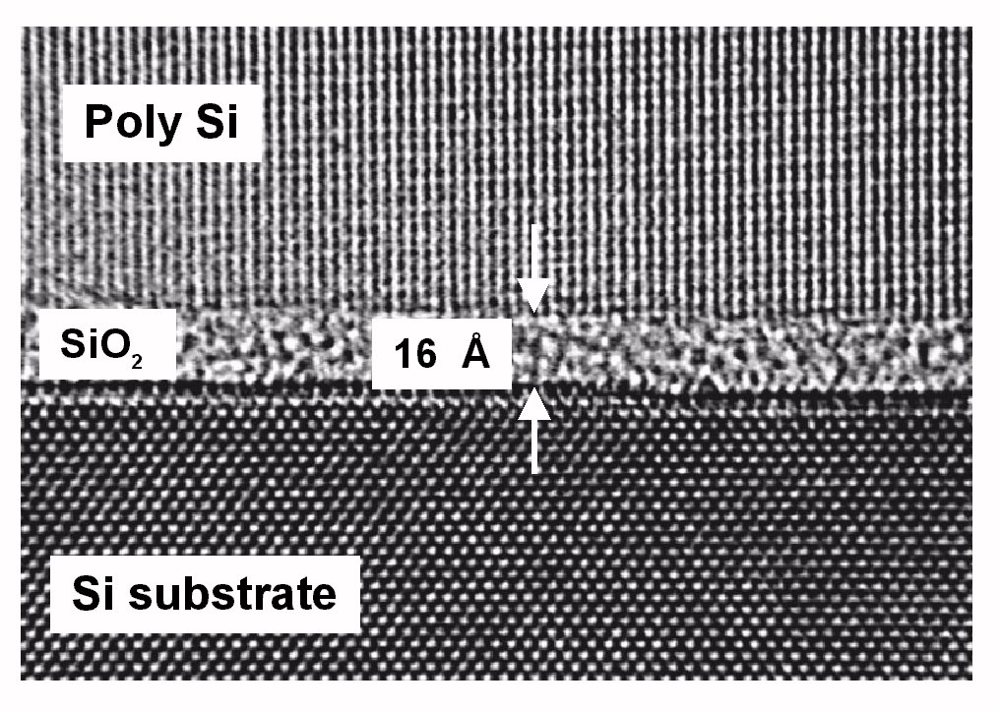 Poly Si
SiO₂
16 Å
Si substrate